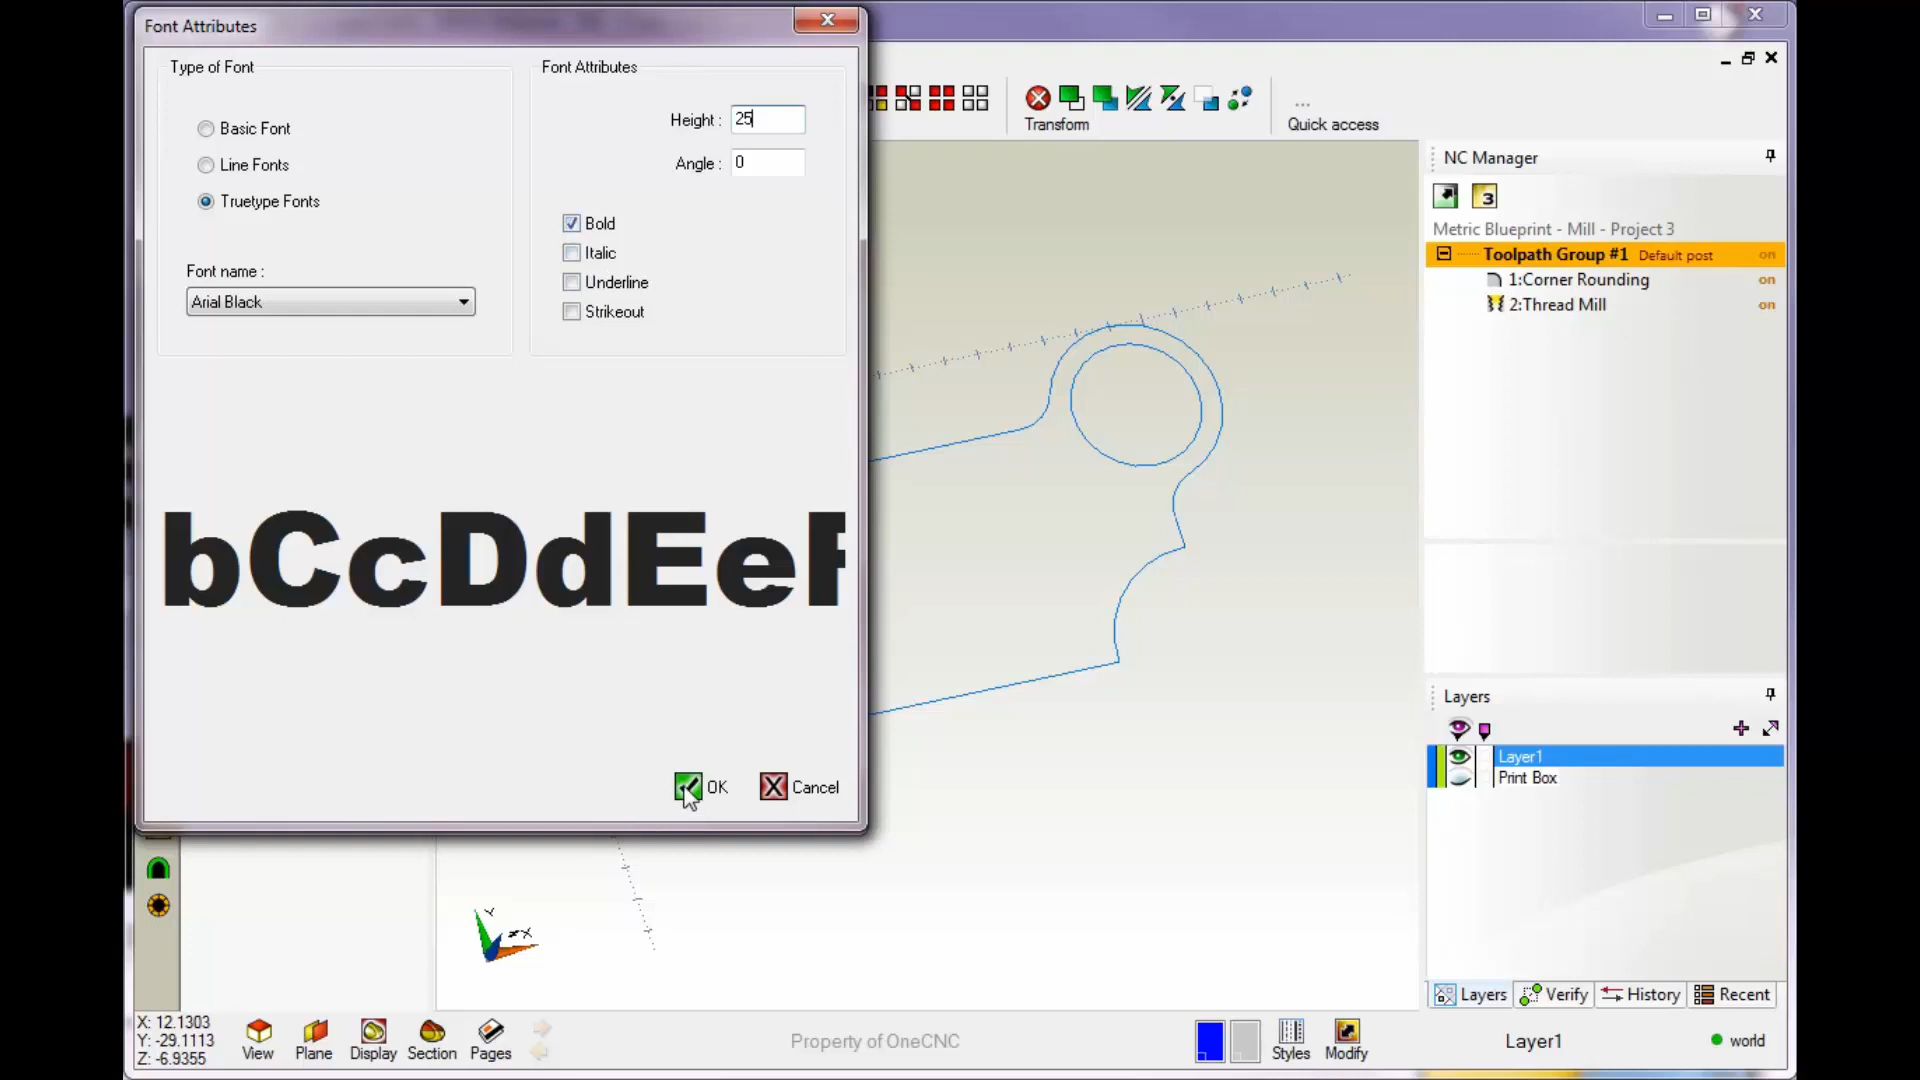 Font Attributes
Type of Font
Basic Font
Line Fonts
Truetype Fonts
Font name :
Arial Black
Font Attributes
Height : 25
Angle : 0
Bold
Italic
Underline
Strikeout
bCcDdEeF
OK
Cancel
Transform
...
Quick access
NC Manager
3
Metric Blueprint - Mill - Project 3
Toolpath Group #1 Default post on
1:Corner Rounding on
2:Thread Mill on
Layers
Layer1
Print Box
Layers
Verify
History
Recent
Y
Z X
X: 12.1303
Y: -29.1113
Z: -6.9355
View
Plane
Display
Section
Pages
Property of OneCNC
Styles
Modify
Layer1
world